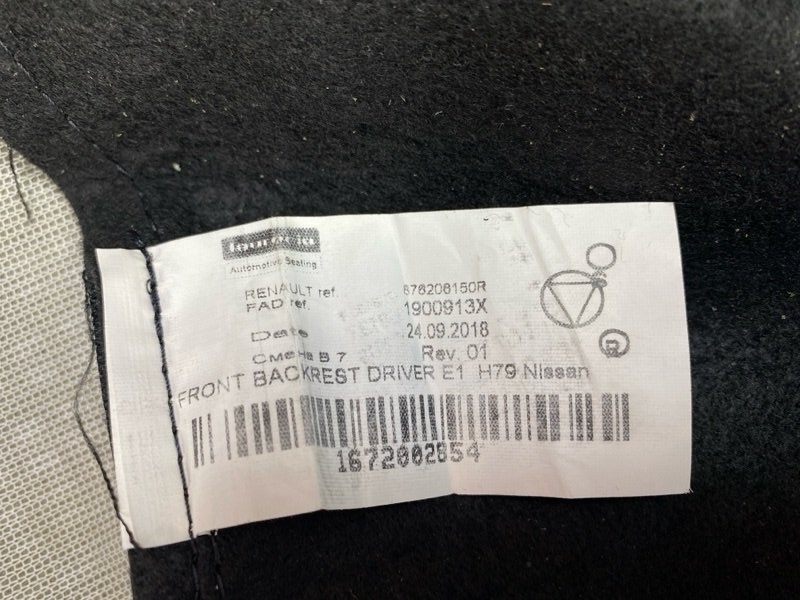 Automotive Seating
RENAULT ref. 876206150R
FAD ref. 1900913X
Date 24.09.2018
Смена В 7 Rev. 01
FRONT BACKREST DRIVER E1 H79 Nissan
1672002854